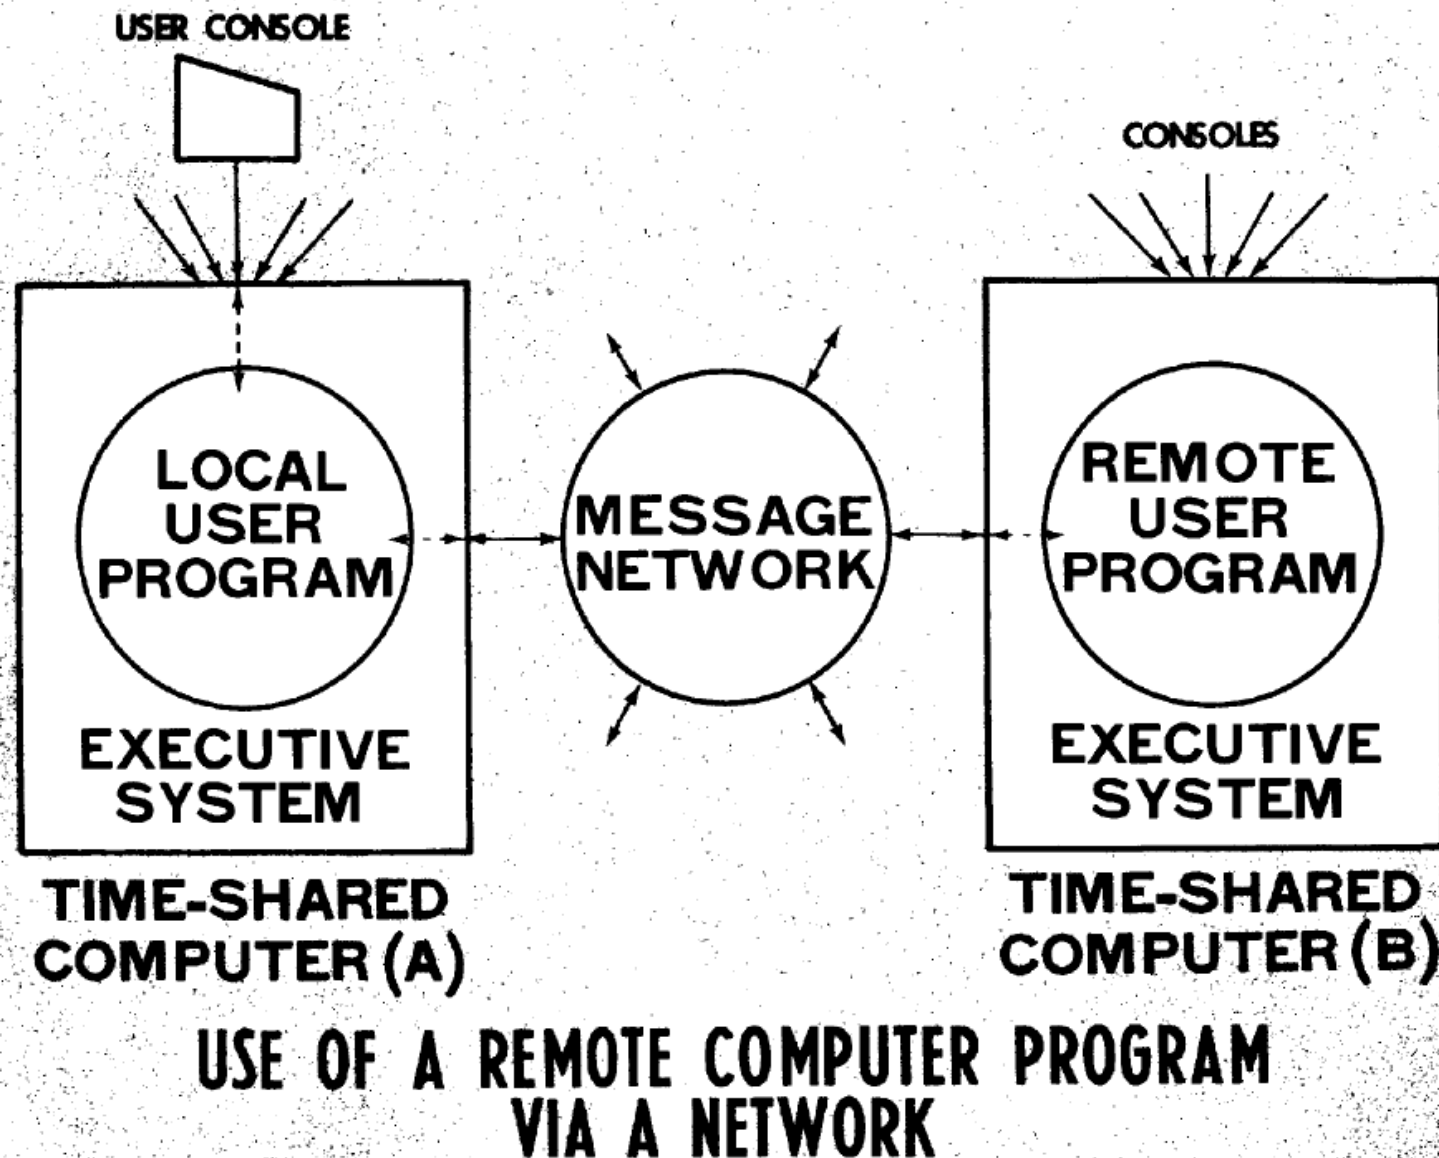 USER CONSOLE
CONSOLES
LOCAL
USER
PROGRAM
EXECUTIVE
SYSTEM
MESSAGE
NETWORK
REMOTE
USER
PROGRAM
EXECUTIVE
SYSTEM
TIME-SHARED
COMPUTER (A)
TIME-SHARED
COMPUTER (B)
USE OF A REMOTE COMPUTER PROGRAM
VIA A NETWORK